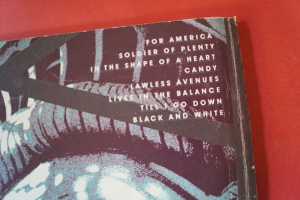 FOR AMERICA
SOLDIER OF PLENTY
IN THE SHAPE OF A HEART
CANDY
LAWLESS AVENUES
LIVES IN THE BALANCE
TILL I GO DOWN
BLACK AND WHITE